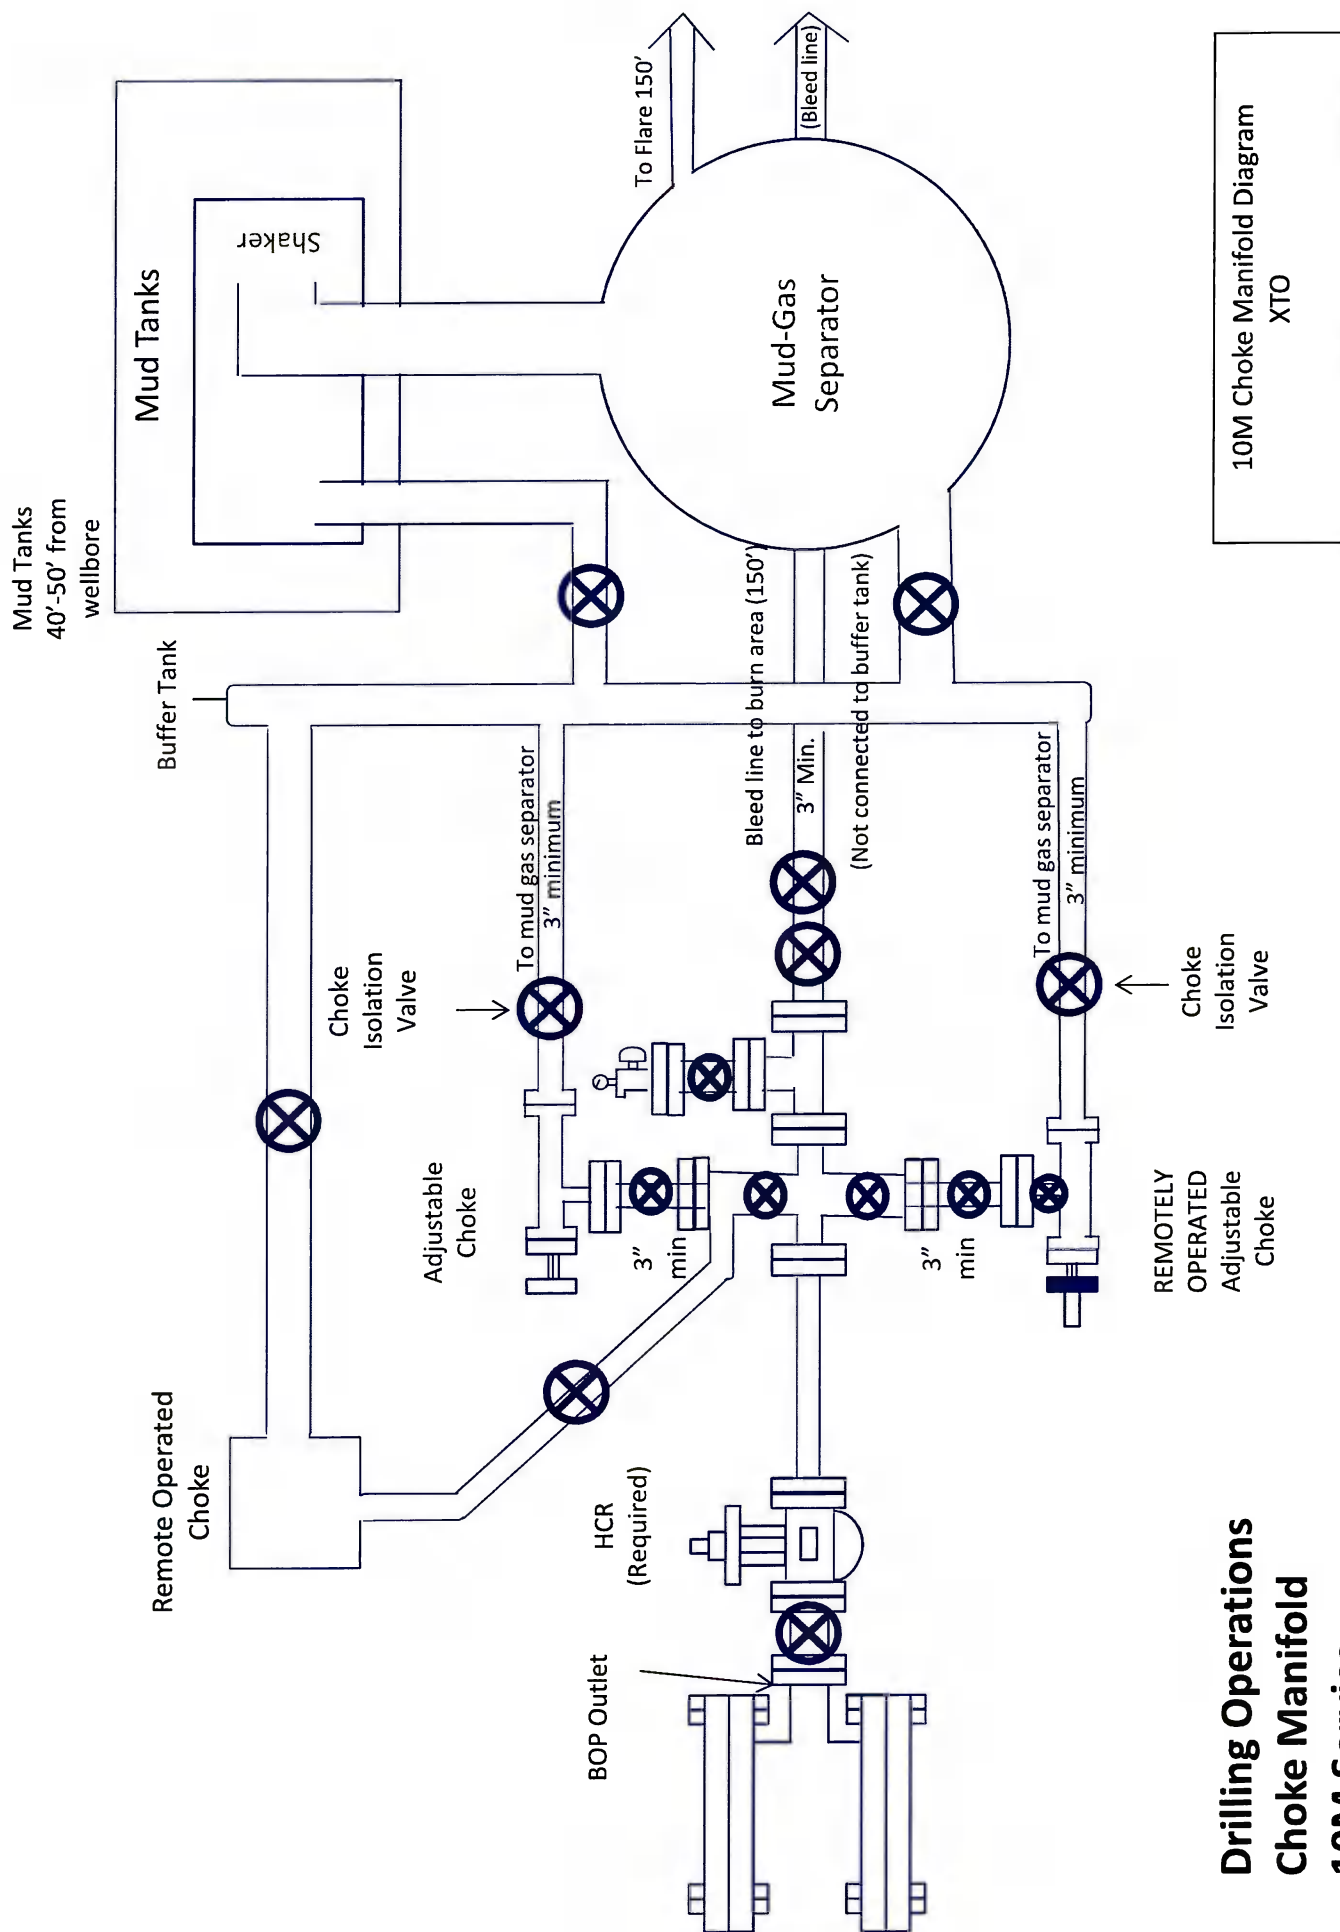 Mud Tanks
40’-50’ from
wellbore
Mud Tanks
Shaker
To Flare 150’
(Bleed line)
Buffer Tank
Mud-Gas
Separator
Bleed line to burn area (150’)
3” Min.
(Not connected to buffer tank)
To mud gas separator
3” minimum
To mud gas separator
3” minimum
Choke
Isolation
Valve
Choke
Isolation
Valve
Adjustable
Choke
3”
min
3”
min
REMOTELY
OPERATED
Adjustable
Choke
Remote Operated
Choke
HCR
(Required)
BOP Outlet
10M Choke Manifold Diagram
XTO
Drilling Operations
Choke Manifold
10M Service